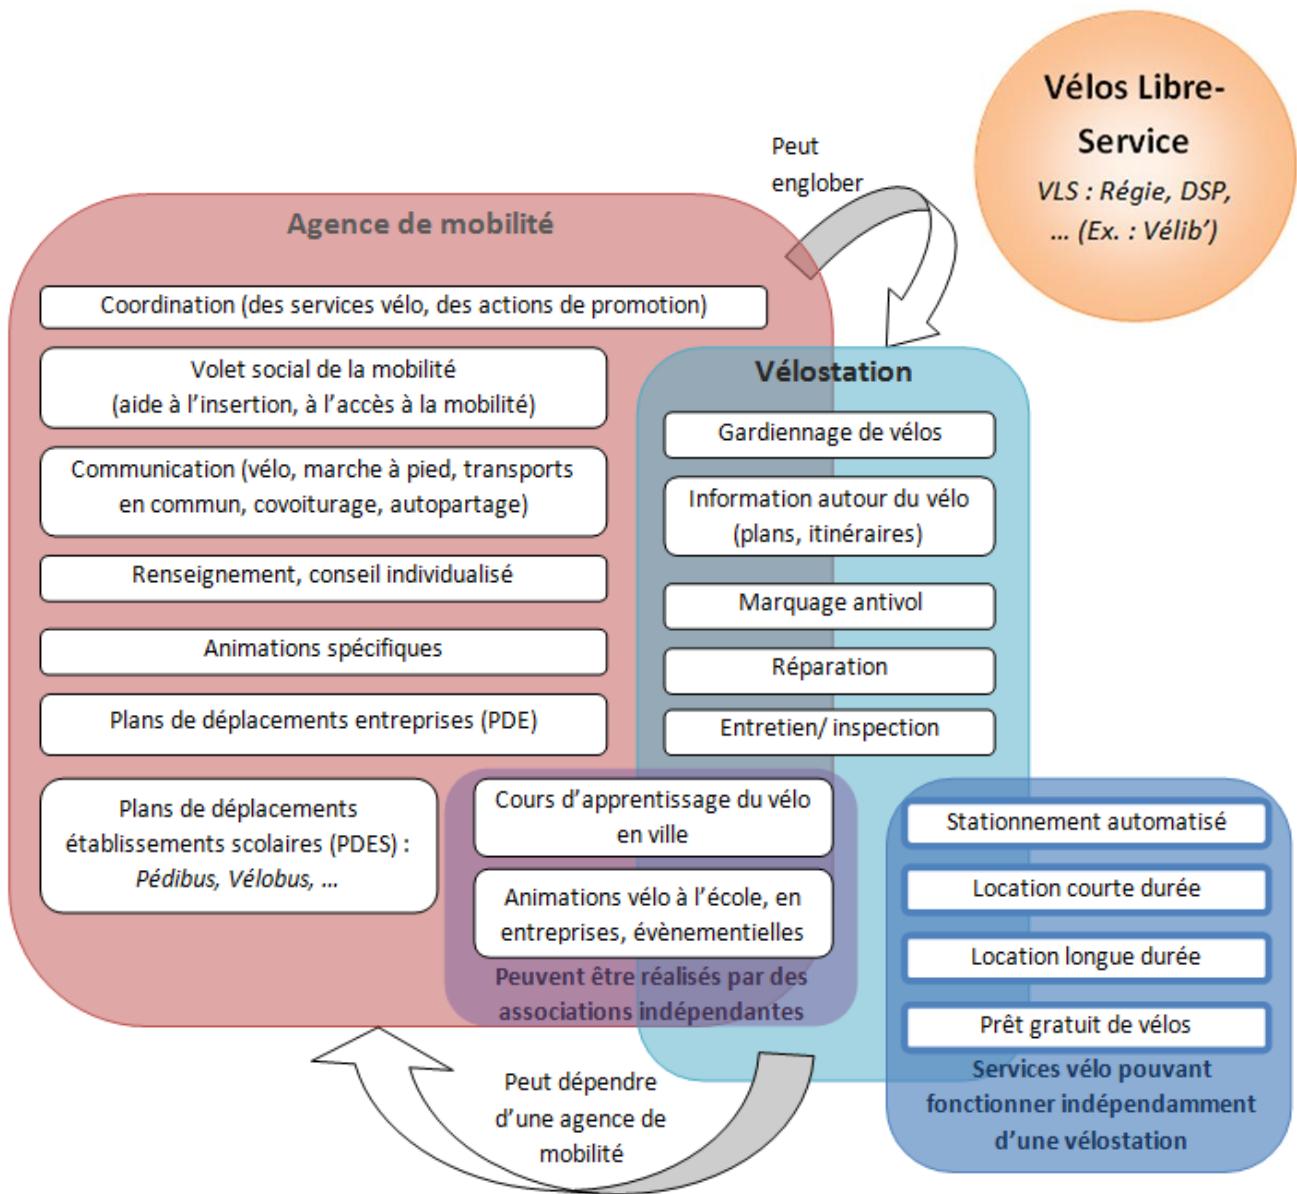 Vélos Libre-
Service
VLS : Régie, DSP,
... (Ex. : Vélib’)
Peut
englober
Agence de mobilité
Coordination (des services vélo, des actions de promotion)
Volet social de la mobilité
(aide à l’insertion, à l’accès à la mobilité)
Communication (vélo, marche à pied, transports
en commun, covoiturage, autopartage)
Renseignement, conseil individualisé
Animations spécifiques
Plans de déplacements entreprises (PDE)
Plans de déplacements
établissements scolaires (PDES) :
Pédibus, Vélobus, ...
Vélostation
Gardiennage de vélos
Information autour du vélo
(plans, itinéraires)
Marquage antivol
Réparation
Entretien/ inspection
Cours d’apprentissage du vélo
en ville
Animations vélo à l’école, en
entreprises, évènementielles
Peuvent être réalisés par des
associations indépendantes
Stationnement automatisé
Location courte durée
Location longue durée
Prêt gratuit de vélos
Services vélo pouvant
fonctionner indépendamment
d’une vélostation
Peut dépendre
d’une agence de
mobilité